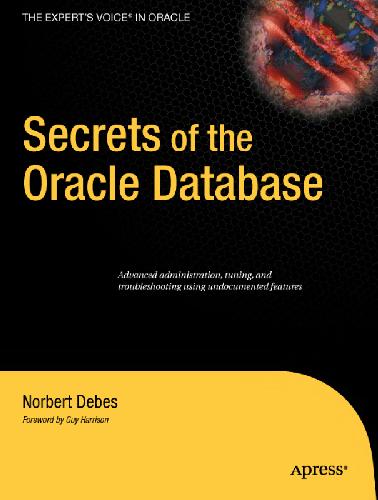 THE EXPERT'S VOICE® IN ORACLE
Secrets of the
Oracle Database
Advanced administration, tuning, and
troubleshooting using undocumented features
Norbert Debes
Foreword by Guy Harrison
Apress®